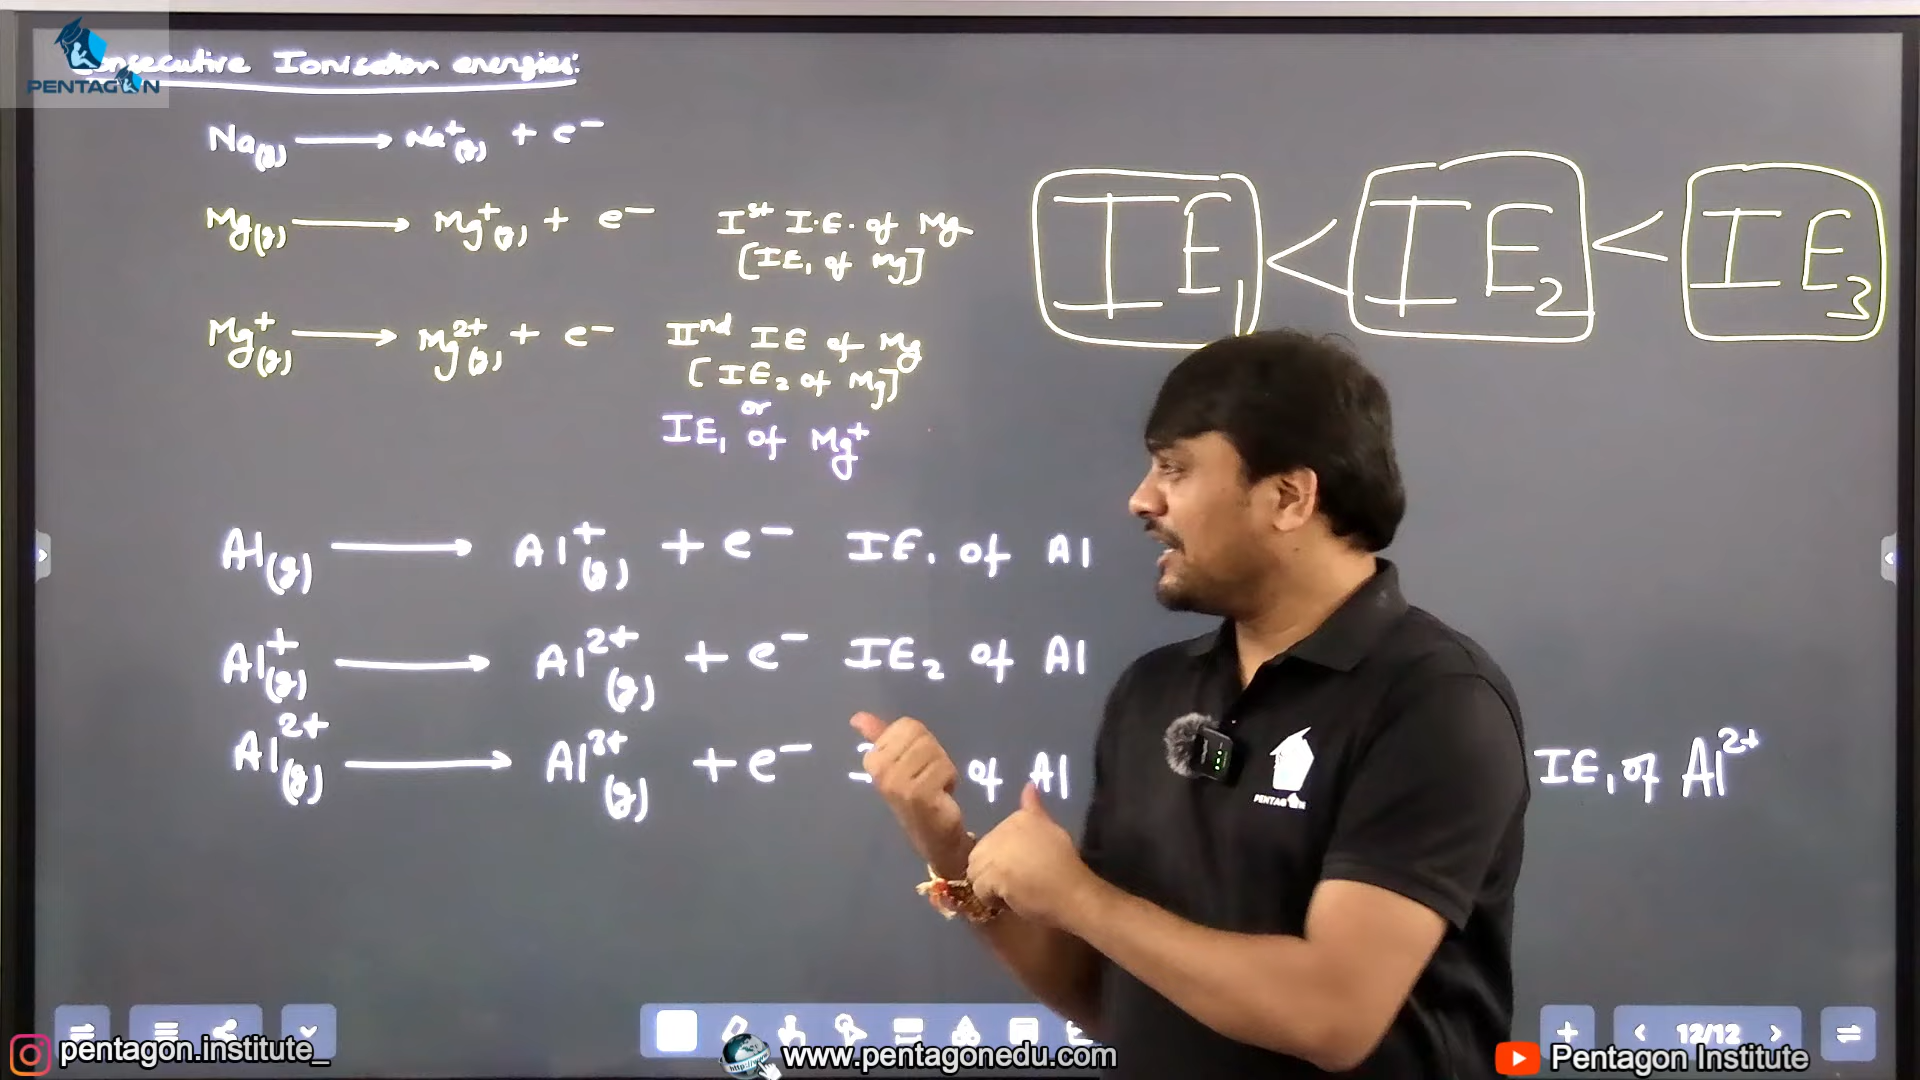 Consecutive Ionisation energies:
PENTAGON
Na(g) ⟶ Na⁺(g) + e⁻
Mg(g) ⟶ Mg⁺(g) + e⁻ Iˢᵗ I.E. of Mg
[IE₁ of Mg]
IE₁ < IE₂ < IE₃
Mg⁺(g) ⟶ Mg²⁺(g) + e⁻ IIⁿᵈ IE of Mg
[IE₂ of Mg]
or
IE₁ of Mg⁺
Al(g) ⟶ Al⁺(g) + e⁻ IE₁ of Al
Al⁺(g) ⟶ Al²⁺(g) + e⁻ IE₂ of Al
Al²⁺(g) ⟶ Al³⁺(g) + e⁻ of Al
IE₁ of Al²⁺
PENTAGON
12/12
pentagon.institute_
http://
www.pentagonedu.com
Pentagon Institute